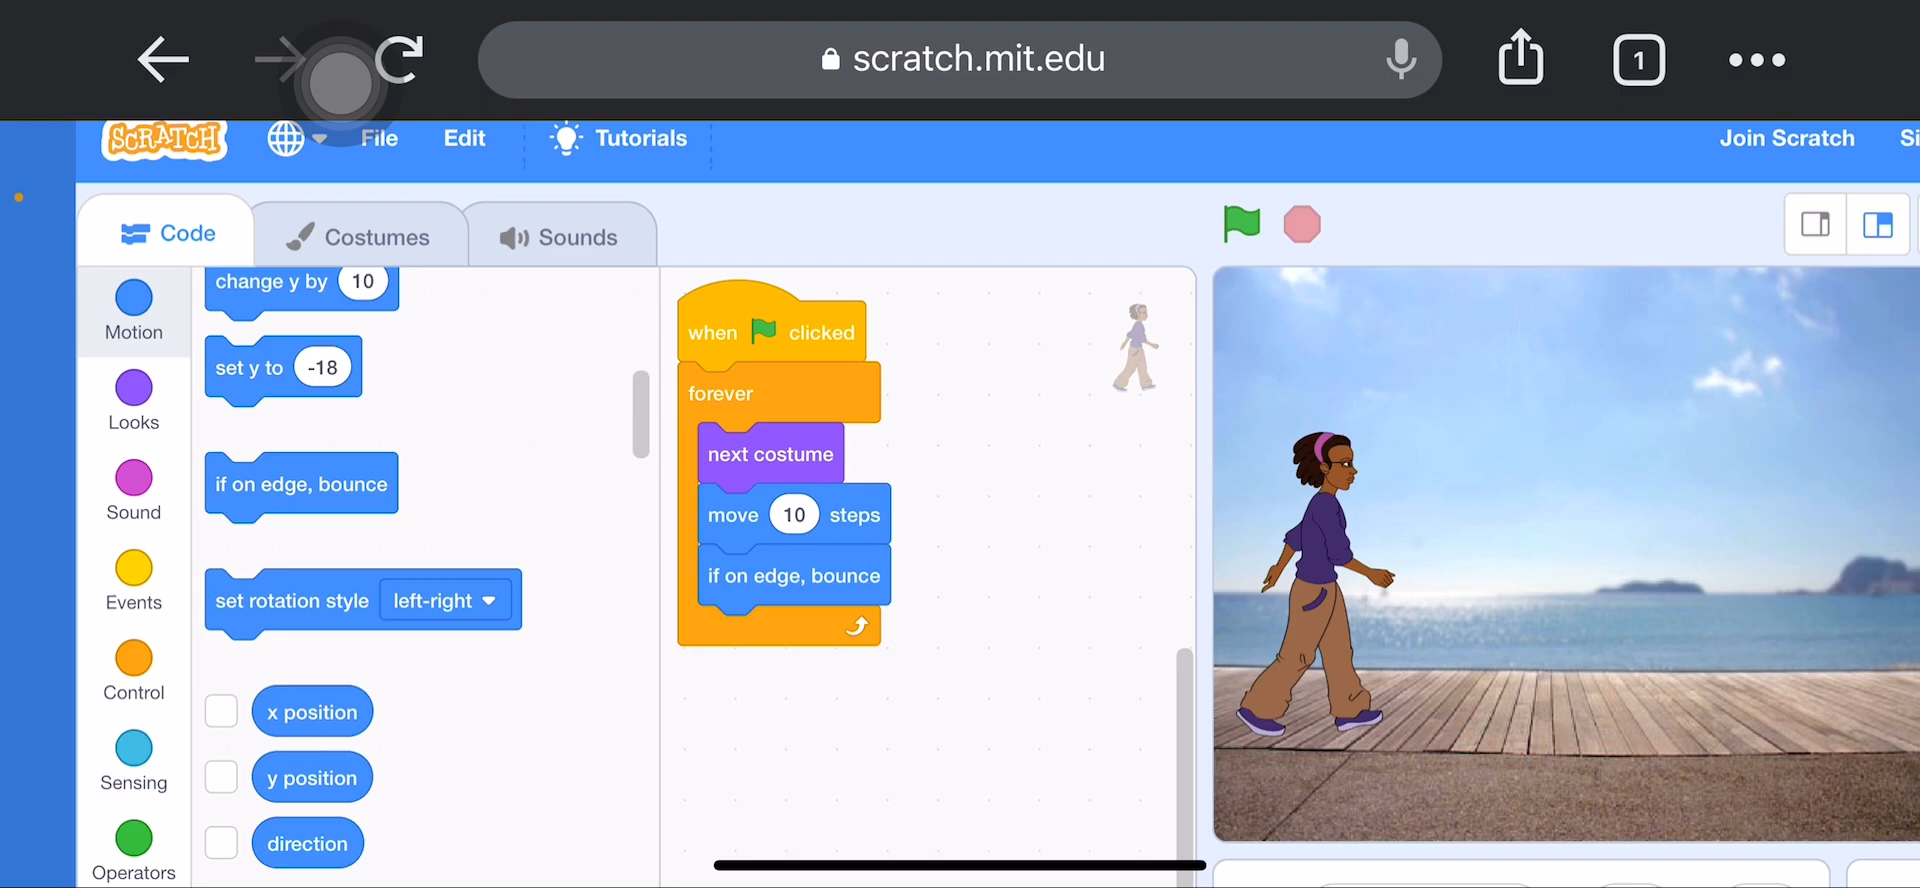 scratch.mit.edu
1
SCRATCH
File
Edit
Tutorials
Join Scratch
Si
Code
Costumes
Sounds
Motion
Looks
Sound
Events
Control
Sensing
Operators
change y by 10
set y to -18
if on edge, bounce
set rotation style left-right
x position
y position
direction
when clicked
forever
next costume
move 10 steps
if on edge, bounce